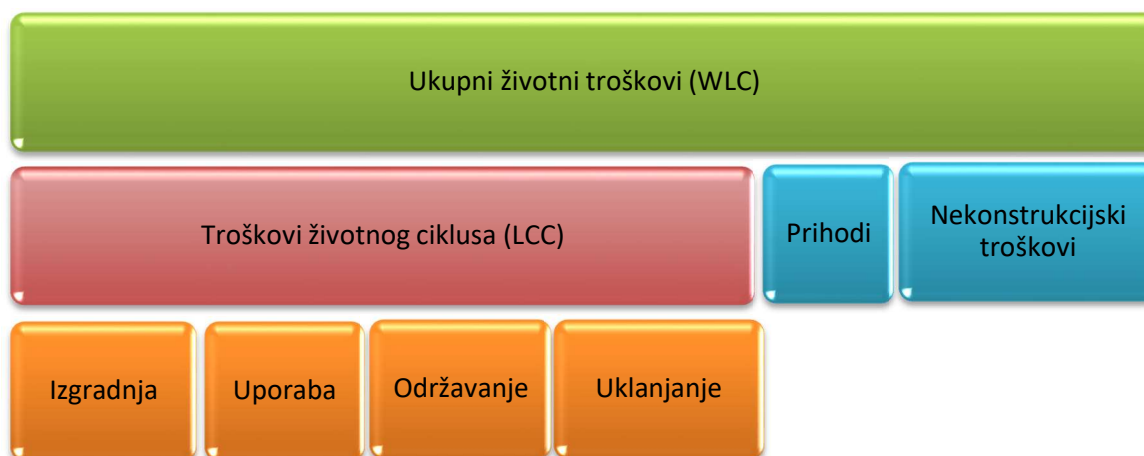 Ukupni životni troškovi (WLC)
Troškovi životnog ciklusa (LCC)
Prihodi
Nekonstrukcijski
troškovi
Izgradnja
Uporaba
Održavanje
Uklanjanje